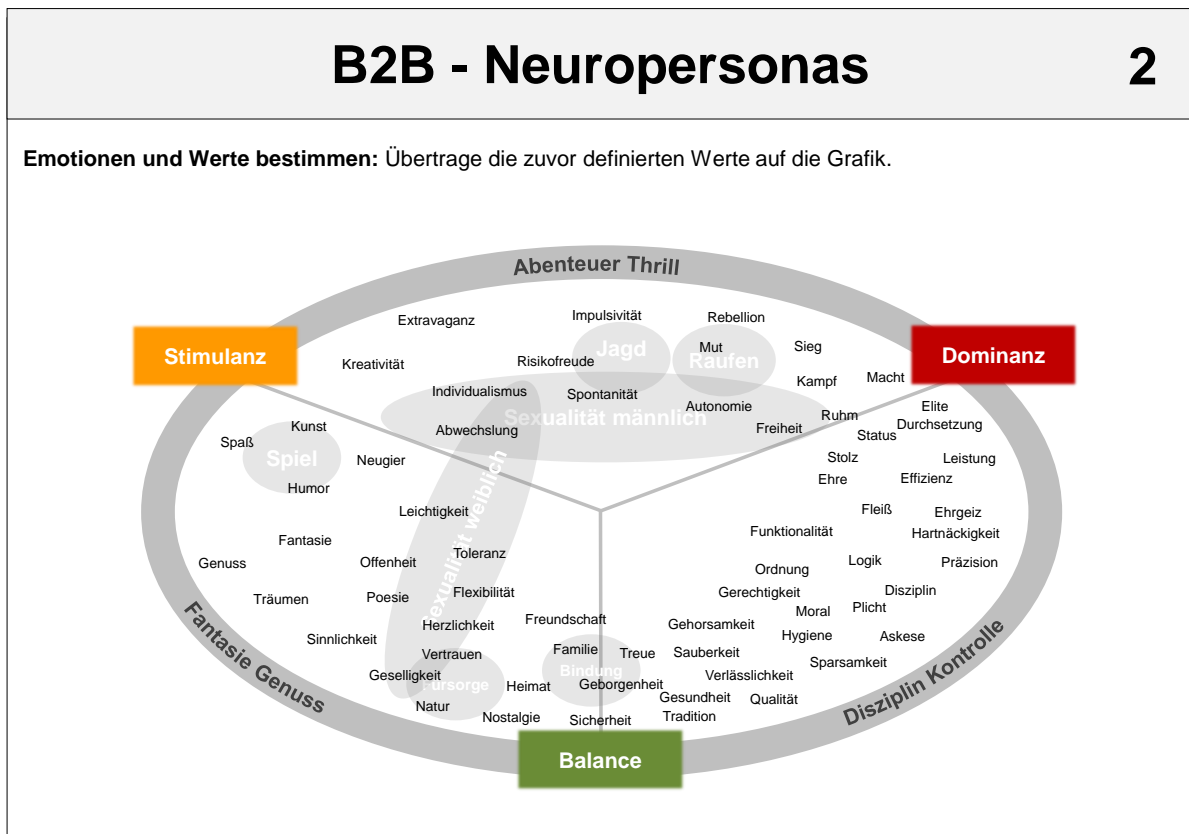 B2B - Neuropersonas
2
Emotionen und Werte bestimmen: Übertrage die zuvor definierten Werte auf die Grafik.
Abenteuer Thrill
Extravaganz
Impulsivität
Rebellion
Stimulanz
Kreativität
Risikofreude
Jagd
Mut
Raufen
Sieg
Dominanz
Individualismus
Spontanität
Kampf
Macht
Sexualität männlich
Autonomie
Abwechslung
Freiheit
Ruhm
Elite
Durchsetzung
Status
Spaß
Kunst
Spiel
Neugier
Humor
Stolz
Leistung
Ehre
Effizienz
Leichtigkeit
Sexualität weiblich
Fleiß
Ehrgeiz
Funktionalität
Hartnäckigkeit
Fantasie
Genuss
Offenheit
Toleranz
Ordnung
Logik
Präzision
Träumen
Poesie
Flexibilität
Gerechtigkeit
Disziplin
Moral
Plicht
Sinnlichkeit
Herzlichkeit
Freundschaft
Gehorsamkeit
Hygiene
Askese
Vertrauen
Familie
Treue
Sauberkeit
Sparsamkeit
Geselligkeit
Fürsorge
Bindung
Heimat
Geborgenheit
Verlässlichkeit
Natur
Gesundheit
Qualität
Nostalgie
Sicherheit
Tradition
Fantasie Genuss
Disziplin Kontrolle
Balance